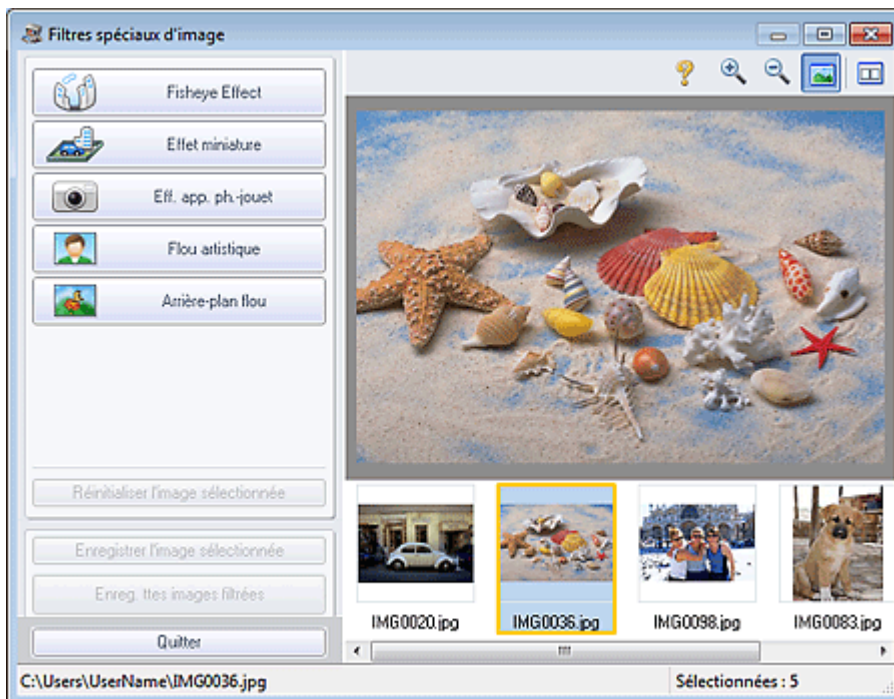 Filtres spéciaux d'image
Fisheye Effect
Effet miniature
Eff. app. ph.-jouet
Flou artistique
Arrière-plan flou
Réinitialiser l'image sélectionnée
Enregistrer l'image sélectionnée
Enreg. ttes images filtrées
Quitter
IMG0020.jpg
IMG0036.jpg
IMG0098.jpg
IMG0083.jpg
C:\Users\UserName\IMG0036.jpg
Sélectionnées : 5